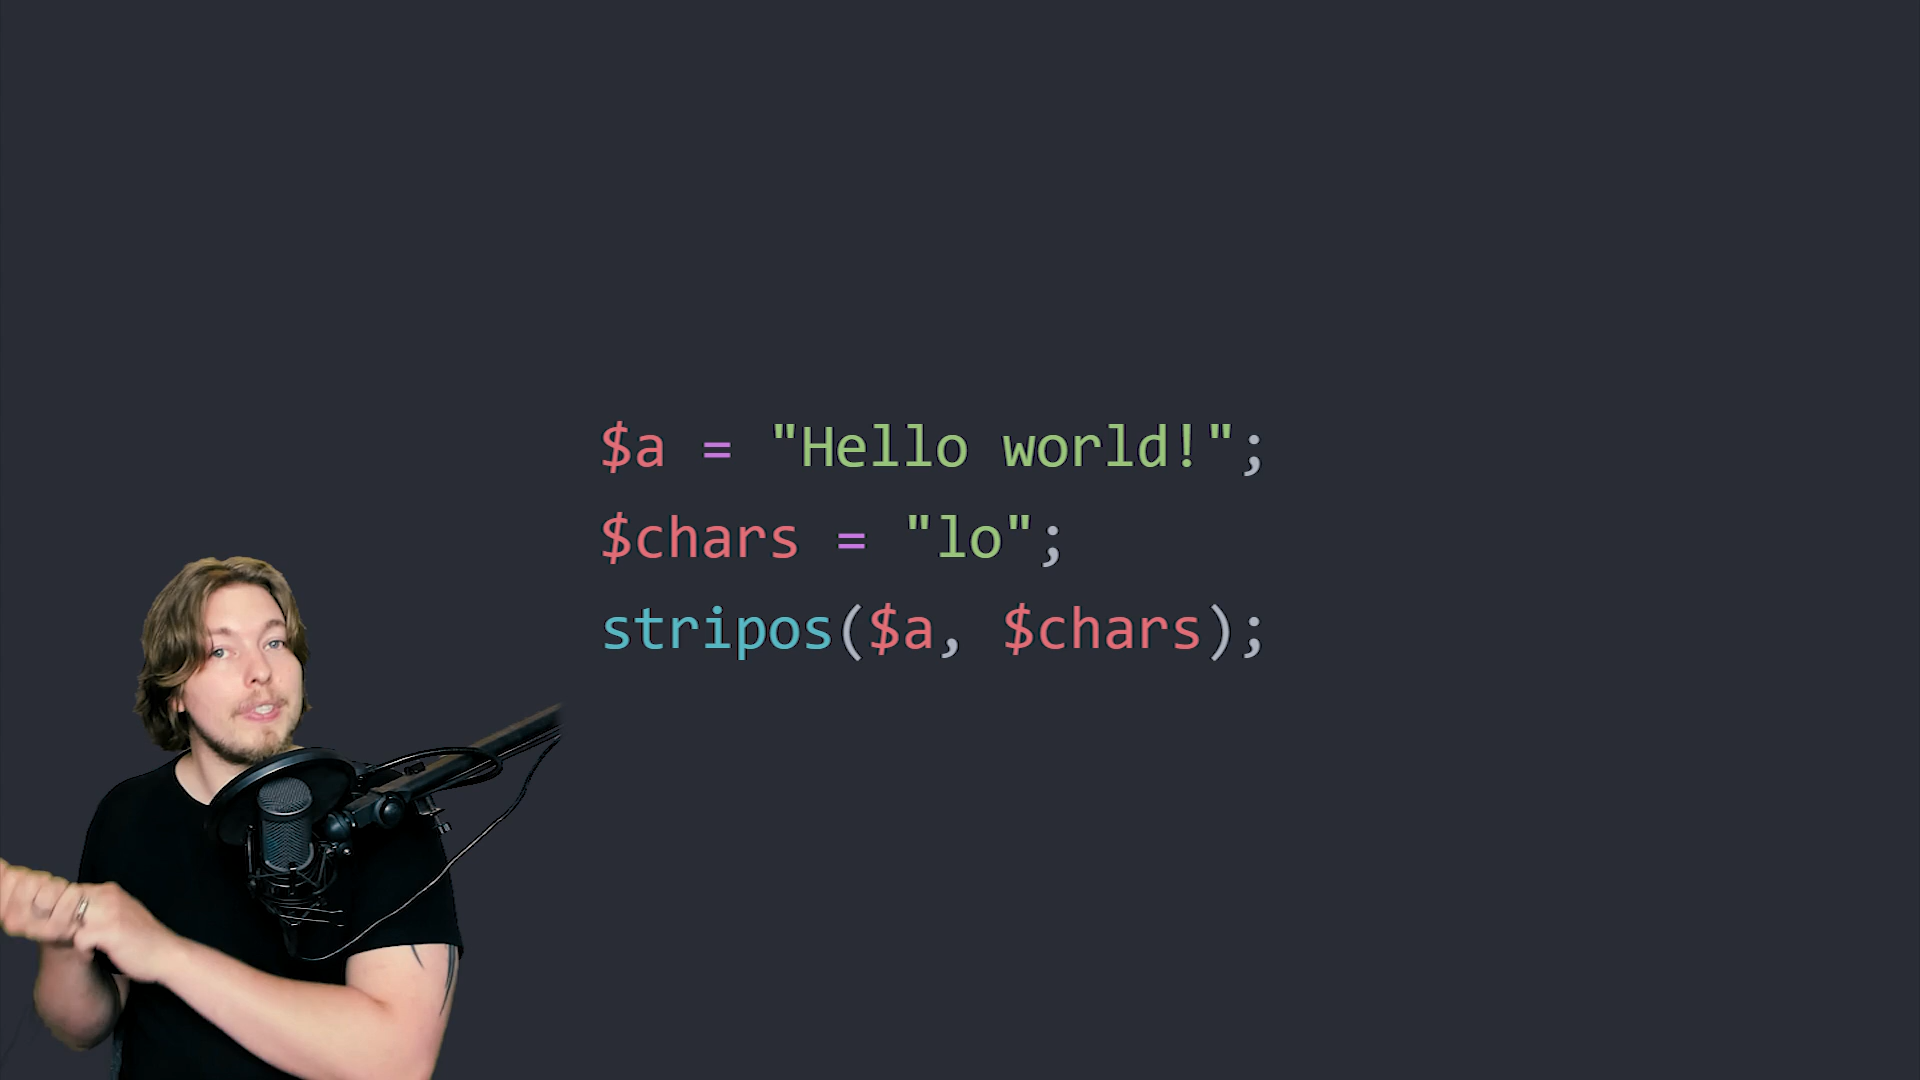 $a = "Hello world!";
$chars = "lo";
stripos($a, $chars);